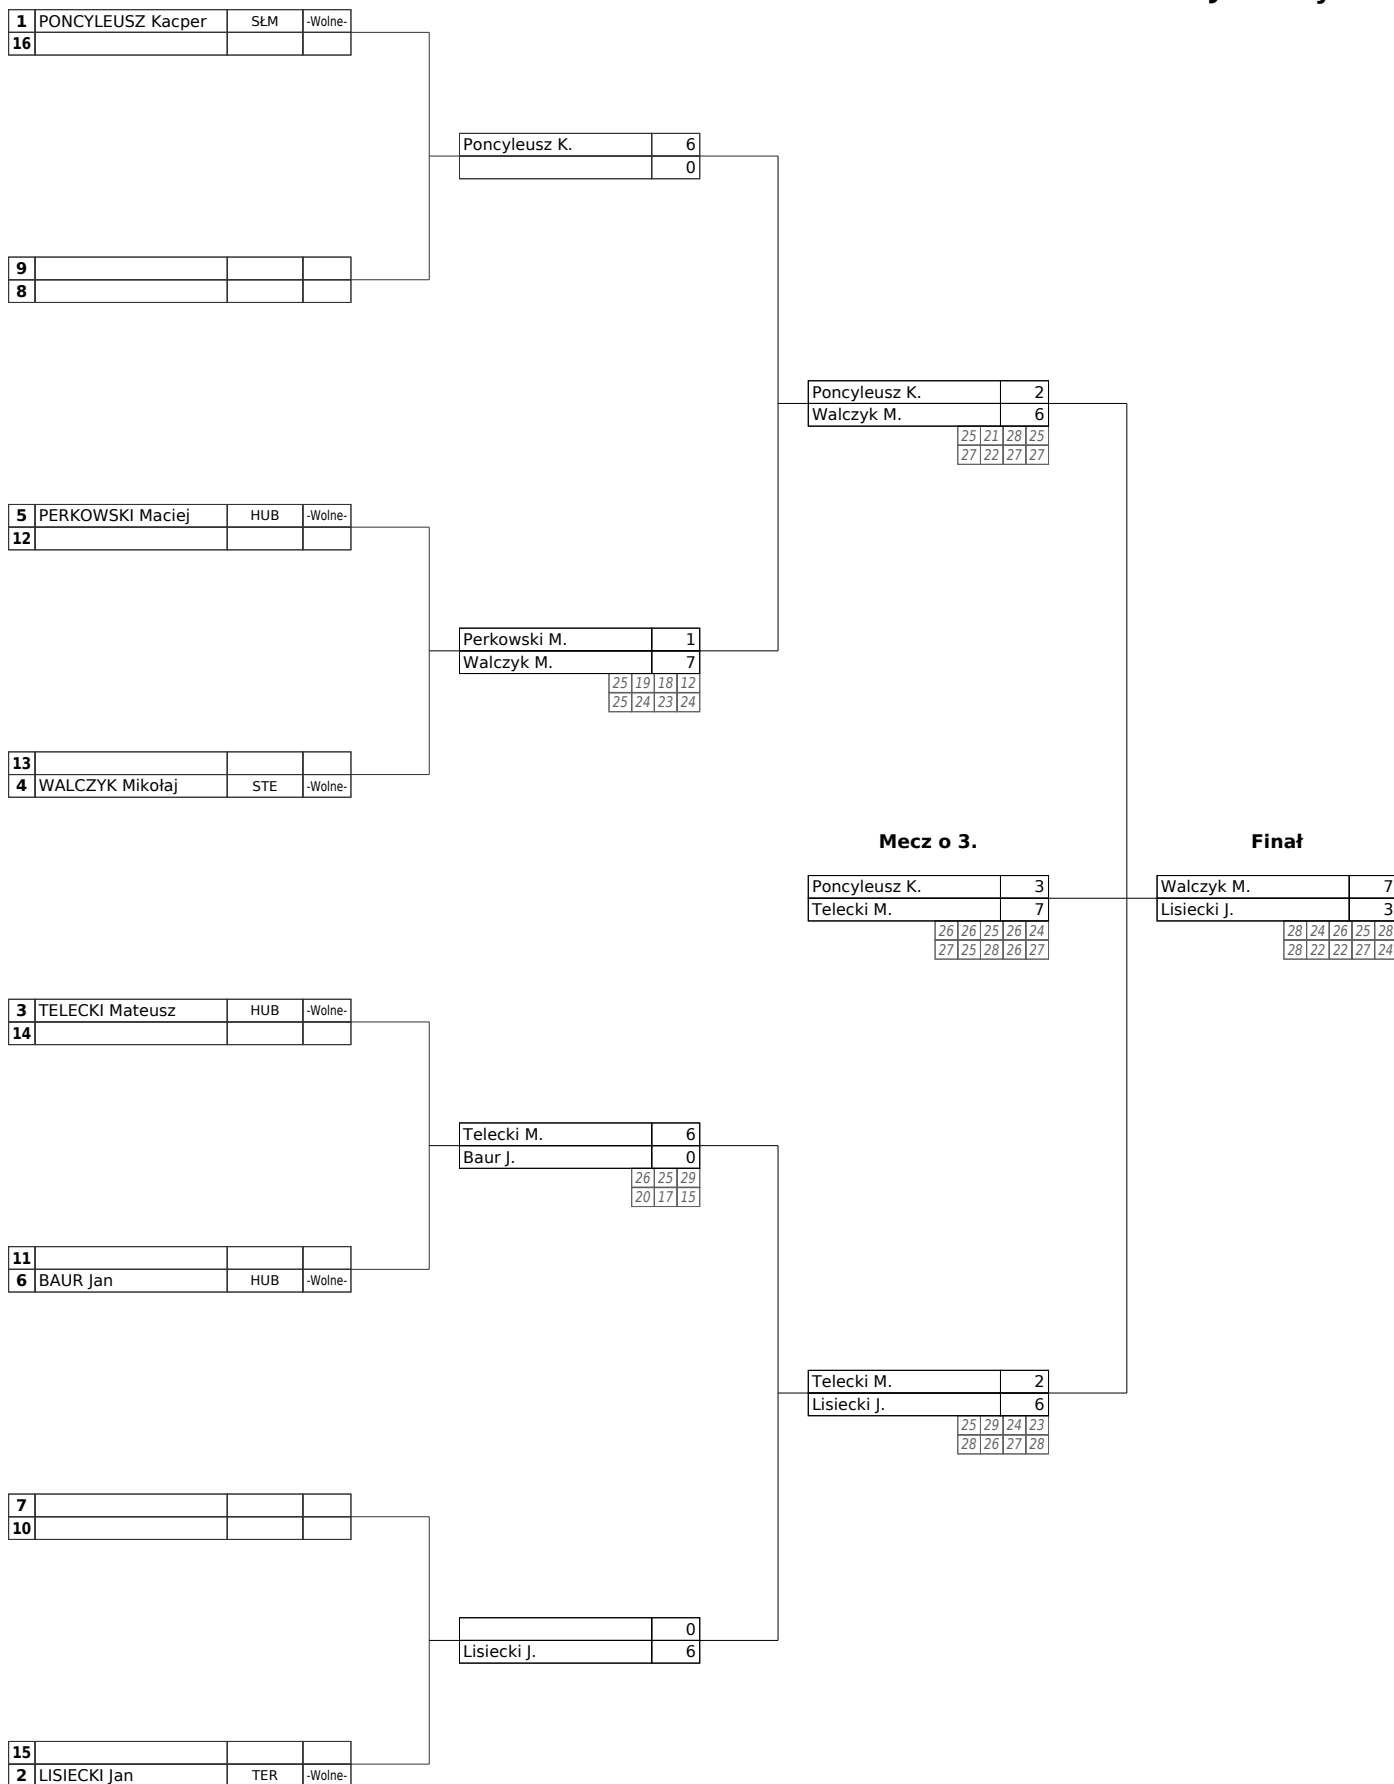 1 PONCYLEUSZ Kacper SŁM -Wolne-
16
Poncyleusz K. 6
0
9
8
Poncyleusz K. 2
Walczyk M. 6
25 21 28 25
27 22 27 27
5 PERKOWSKI Maciej HUB -Wolne-
12
Perkowski M. 1
Walczyk M. 7
25 19 18 12
25 24 23 24
13
4 WALCZYK Mikołaj STE -Wolne-
Mecz o 3. Finał
Poncyleusz K. 3 Walczyk M. 7
Telecki M. 7 Lisiecki J. 3
26 26 25 26 24 28 24 26 25 28
27 25 28 26 27 28 22 22 27 24
3 TELECKI Mateusz HUB -Wolne-
14
Telecki M. 6
Baur J. 0
26 25 29
20 17 15
11
6 BAUR Jan HUB -Wolne-
Telecki M. 2
Lisiecki J. 6
25 29 24 23
28 26 27 28
7
10
0
Lisiecki J. 6
15
2 LISIECKI Jan TER -Wolne-